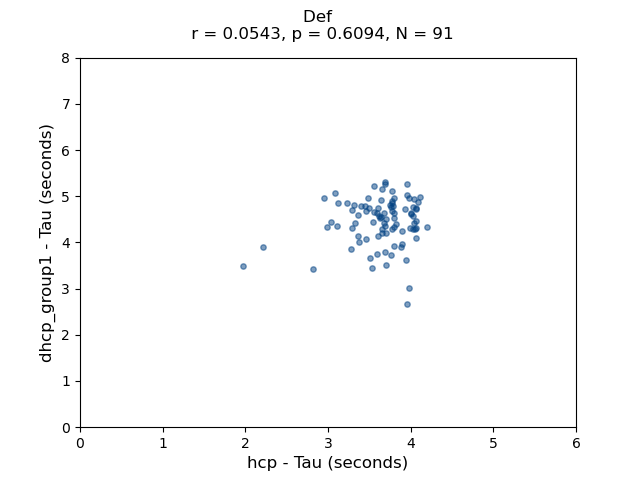 Def
r = 0.0543, p = 0.6094, N = 91
8
7
6
5
4
3
2
1
0
dhcp_group1 - Tau (seconds)
0 1 2 3 4 5 6
hcp - Tau (seconds)